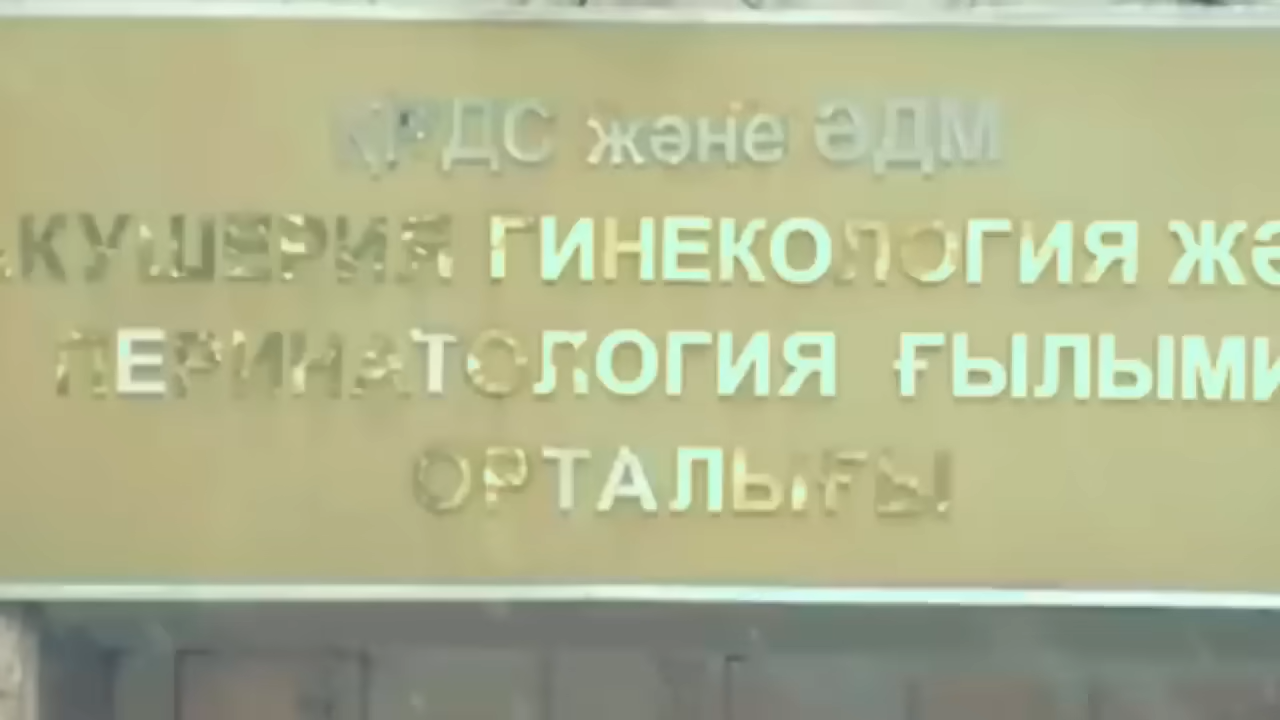 ҚРДС және ӘДМ
АКУШЕРИЯ ГИНЕКОЛОГИЯ ЖӘ
ПЕРИНАТОЛОГИЯ ҒЫЛЫМИ
ОРТАЛЫҒЫ